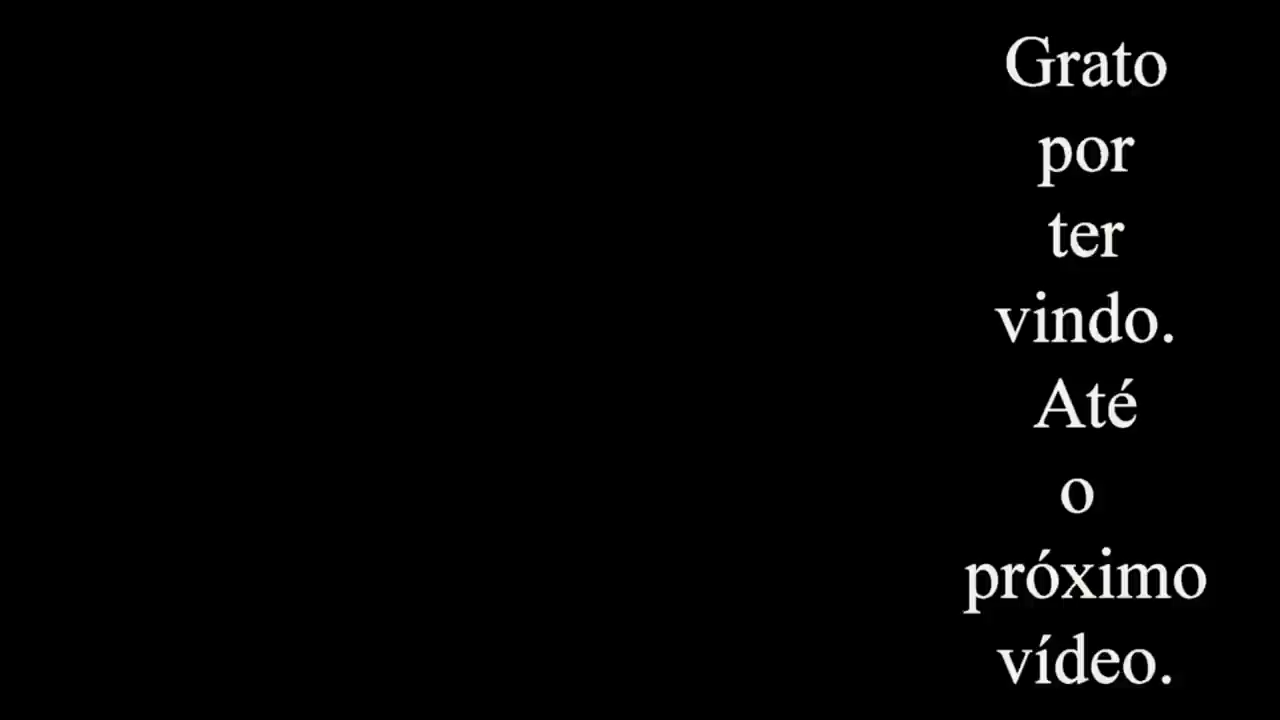 Grato
por
ter
vindo.
Até
o
próximo
vídeo.